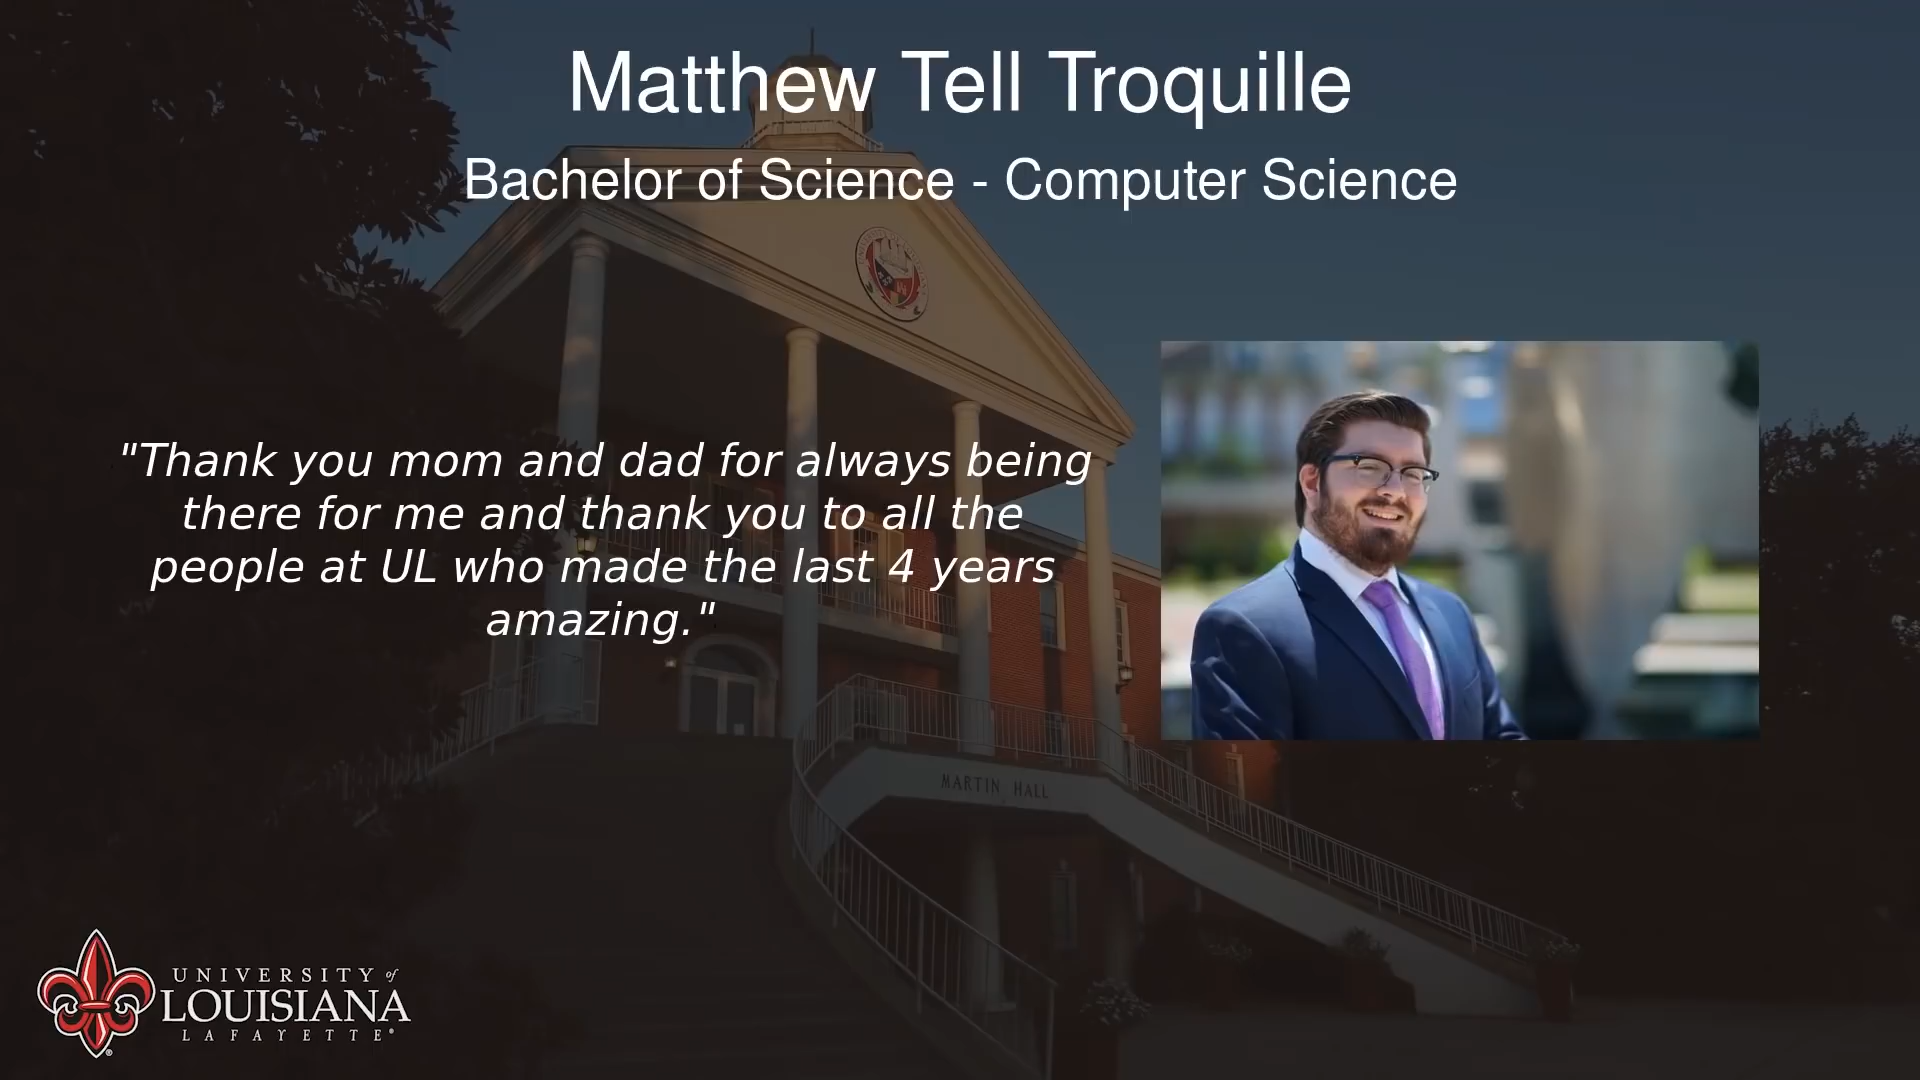 Matthew Tell Troquille
Bachelor of Science - Computer Science
"Thank you mom and dad for always being
there for me and thank you to all the
people at UL who made the last 4 years
amazing."
MARTIN HALL
UNIVERSITY of
LOUISIANA
LAFAYETTE®